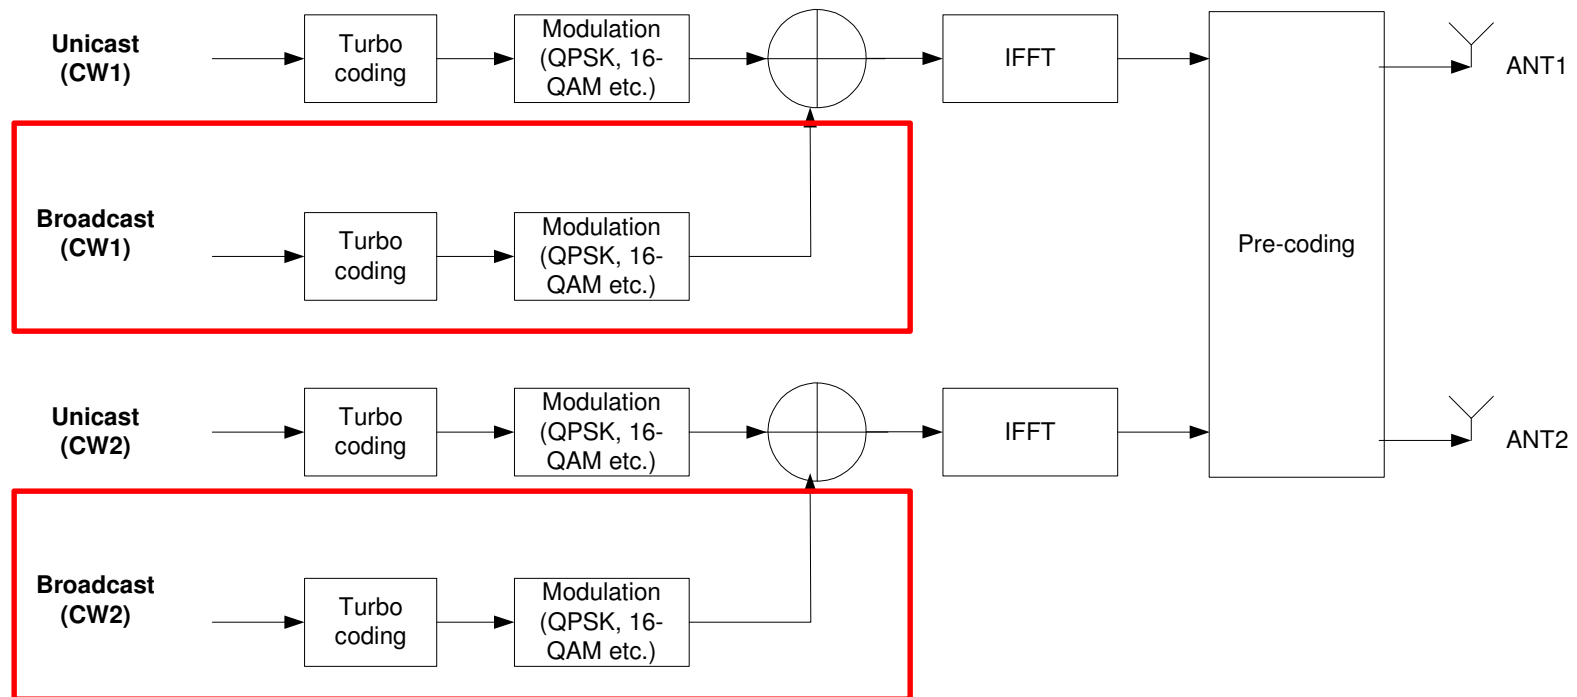 Unicast
(CW1)
Turbo
coding
Modulation
(QPSK, 16-
QAM etc.)
IFFT
ANT1
Broadcast
(CW1)
Turbo
coding
Modulation
(QPSK, 16-
QAM etc.)
Pre-coding
Unicast
(CW2)
Turbo
coding
Modulation
(QPSK, 16-
QAM etc.)
IFFT
ANT2
Broadcast
(CW2)
Turbo
coding
Modulation
(QPSK, 16-
QAM etc.)